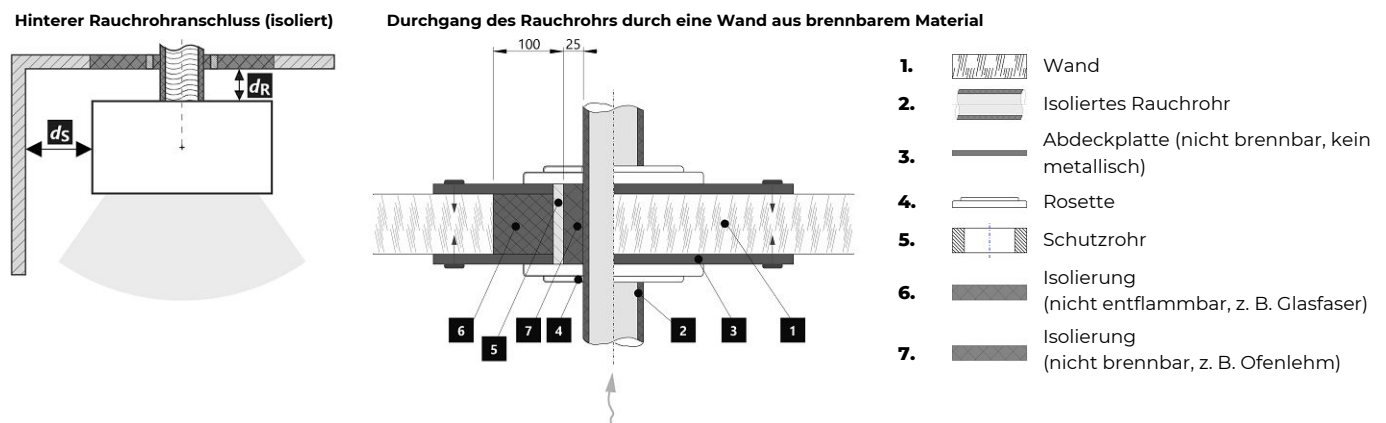 Hinterer Rauchrohranschluss (isoliert)
dR
dS
Durchgang des Rauchrohrs durch eine Wand aus brennbarem Material
100 25
6
5
7
4
2
3
1
1. Wand
2. Isoliertes Rauchrohr
3. Abdeckplatte (nicht brennbar, kein
metallisch)
4. Rosette
5. Schutzrohr
6. Isolierung
(nicht entflammbar, z. B. Glasfaser)
7. Isolierung
(nicht brennbar, z. B. Ofenlehm)